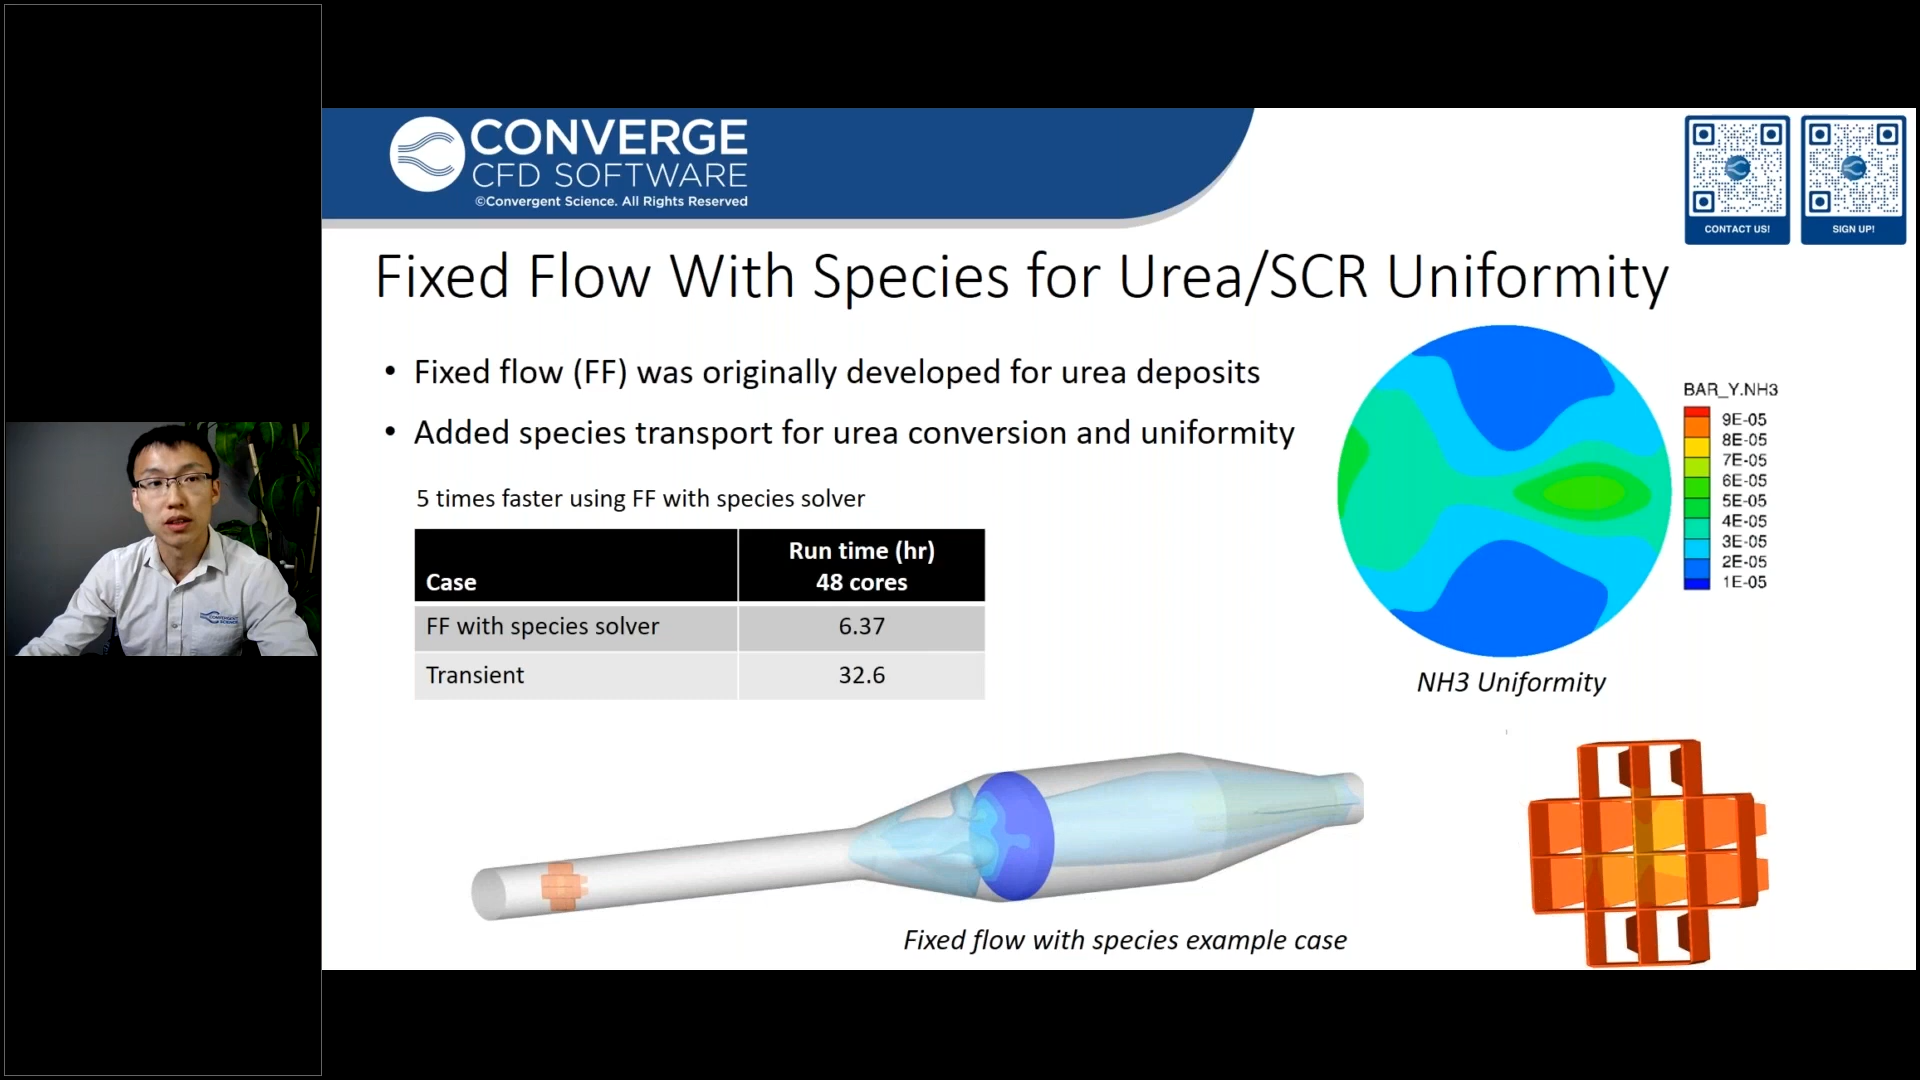 CONVERGE
CFD SOFTWARE
©Convergent Science. All Rights Reserved
CONTACT US!
SIGN UP!
Fixed Flow With Species for Urea/SCR Uniformity
• Fixed flow (FF) was originally developed for urea deposits
• Added species transport for urea conversion and uniformity
5 times faster using FF with species solver
Case
Run time (hr)
48 cores
FF with species solver
6.37
Transient
32.6
BAR_Y.NH3
9E-05
8E-05
7E-05
6E-05
5E-05
4E-05
3E-05
2E-05
1E-05
NH3 Uniformity
Fixed flow with species example case
CONVERGENT
SCIENCE